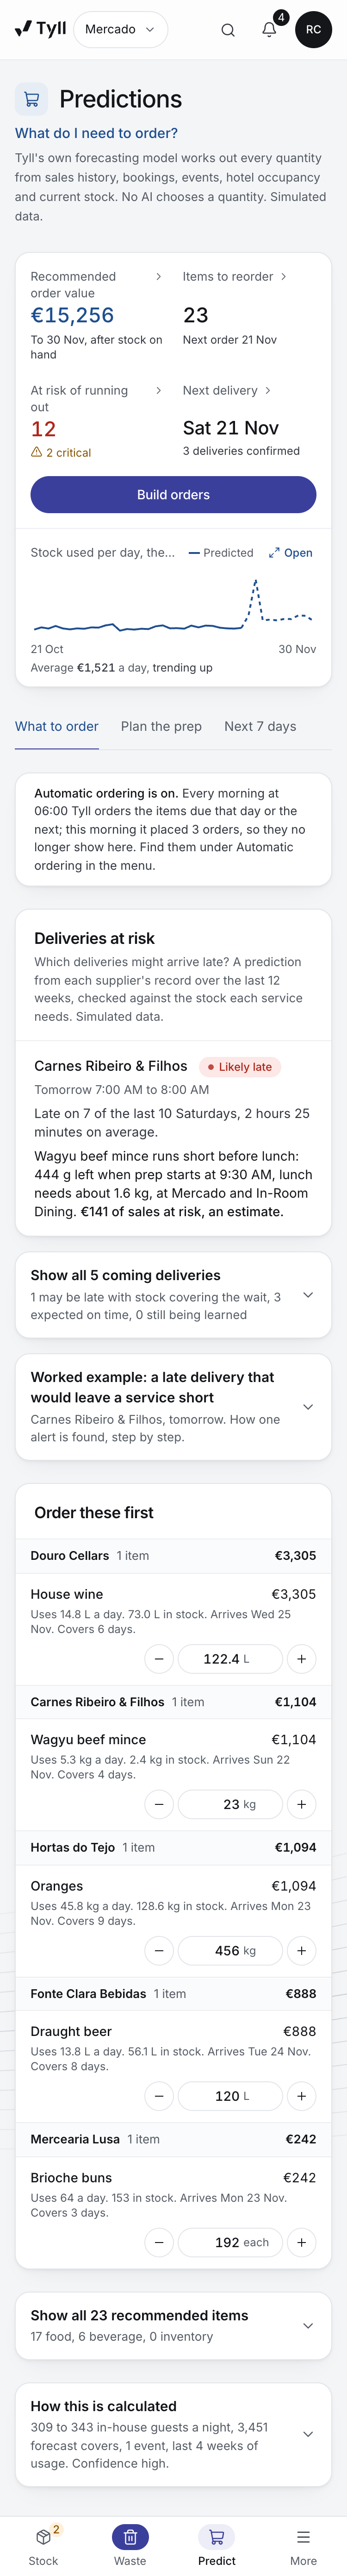 Tyll
Mercado
4
RC
Predictions
What do I need to order?
Tyll's own forecasting model works out every quantity
from sales history, bookings, events, hotel occupancy
and current stock. No AI chooses a quantity. Simulated
data.
Recommended
order value
€15,256
To 30 Nov, after stock on
hand
Items to reorder
23
Next order 21 Nov
At risk of running
out
12
2 critical
Next delivery
Sat 21 Nov
3 deliveries confirmed
Build orders
Stock used per day, the...
Predicted
Open
21 Oct
30 Nov
Average €1,521 a day, trending up
What to order
Plan the prep
Next 7 days
Automatic ordering is on. Every morning at
06:00 Tyll orders the items due that day or the
next; this morning it placed 3 orders, so they no
longer show here. Find them under Automatic
ordering in the menu.
Deliveries at risk
Which deliveries might arrive late? A prediction
from each supplier's record over the last 12
weeks, checked against the stock each service
needs. Simulated data.
Carnes Ribeiro & Filhos
Likely late
Tomorrow 7:00 AM to 8:00 AM
Late on 7 of the last 10 Saturdays, 2 hours 25
minutes on average.
Wagyu beef mince runs short before lunch:
444 g left when prep starts at 9:30 AM, lunch
needs about 1.6 kg, at Mercado and In-Room
Dining. €141 of sales at risk, an estimate.
Show all 5 coming deliveries
1 may be late with stock covering the wait, 3
expected on time, 0 still being learned
Worked example: a late delivery that
would leave a service short
Carnes Ribeiro & Filhos, tomorrow. How one
alert is found, step by step.
Order these first
Douro Cellars 1 item €3,305
House wine €3,305
Uses 14.8 L a day. 73.0 L in stock. Arrives Wed 25
Nov. Covers 6 days.
− 122.4 L +
Carnes Ribeiro & Filhos 1 item €1,104
Wagyu beef mince €1,104
Uses 5.3 kg a day. 2.4 kg in stock. Arrives Sun 22
Nov. Covers 4 days.
− 23 kg +
Hortas do Tejo 1 item €1,094
Oranges €1,094
Uses 45.8 kg a day. 128.6 kg in stock. Arrives Mon 23
Nov. Covers 9 days.
− 456 kg +
Fonte Clara Bebidas 1 item €888
Draught beer €888
Uses 13.8 L a day. 56.1 L in stock. Arrives Tue 24 Nov.
Covers 8 days.
− 120 L +
Mercearia Lusa 1 item €242
Brioche buns €242
Uses 64 a day. 153 in stock. Arrives Mon 23 Nov.
Covers 3 days.
− 192 each +
Show all 23 recommended items
17 food, 6 beverage, 0 inventory
How this is calculated
309 to 343 in-house guests a night, 3,451
forecast covers, 1 event, last 4 weeks of
usage. Confidence high.
2
Stock
Waste
Predict
More